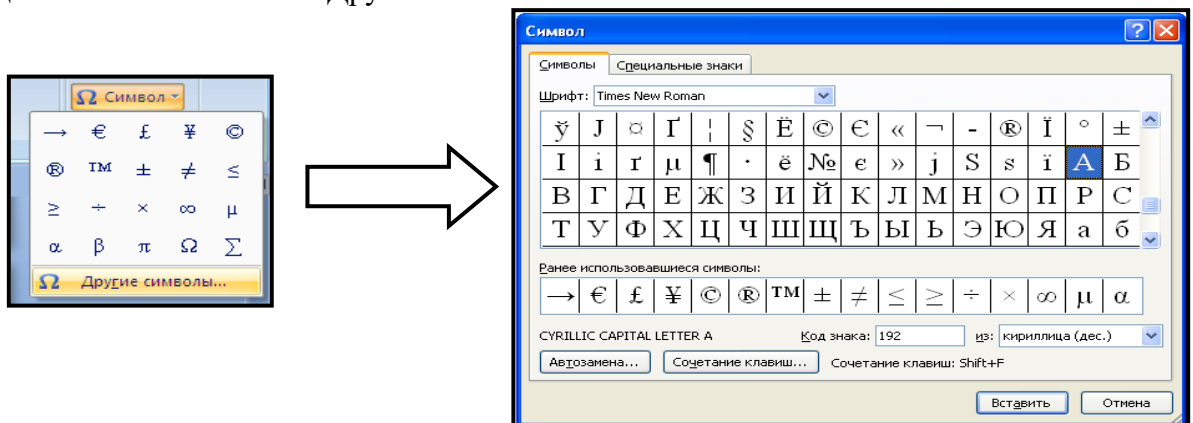 Ω Символ
→ € £ ¥ ©
® ™ ± ≠ ≤
≥ ÷ × ∞ µ
α β π Ω ∑
Ω Другие символы...
Символ
Символы Специальные знаки
Шрифт: Times New Roman
ў Ј ¤ Ґ ¦ § Ё © Є « ¬ - ® Ї ° ±
І і ґ µ ¶ · ё № є » ј Ѕ ѕ ї А Б
В Г Д Е Ж З И Й К Л М Н О П Р С
Т У Ф Х Ц Ч Ш Щ Ъ Ы Ь Э Ю Я а б
Ранее использовавшиеся символы:
→ € £ ¥ © ® ™ ± ≠ ≤ ≥ ÷ × ∞ µ α
CYRILLIC CAPITAL LETTER A Код знака: 192 из: кириллица (дес.)
Автозамена... Сочетание клавиш... Сочетание клавиш: Shift+F
Вставить Отмена